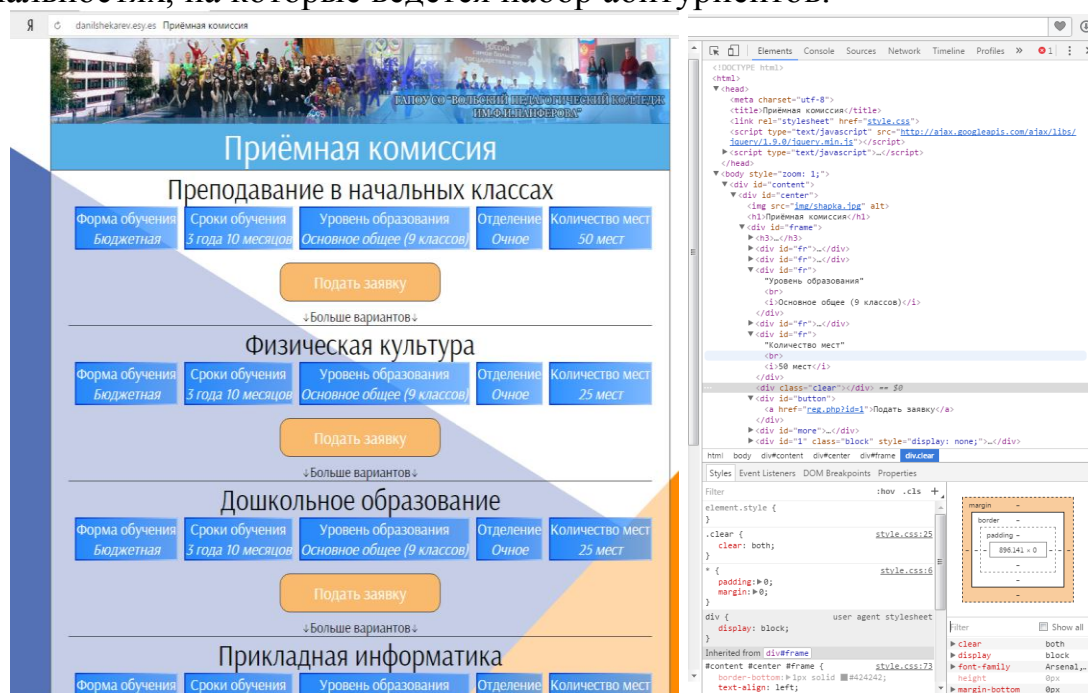 нальностях, на которые ведется набор абитуриентов.
Я danilshekarev.esy.es Приёмная комиссия
ГАПОУ СО "ВОЛЬСКИЙ ПЕДАГОГИЧЕСКИЙ КОЛЛЕДЖ
ИМ.Ф.И.ПАНФЕРОВА"
Приёмная комиссия
Преподавание в начальных классах
Форма обучения Сроки обучения Уровень образования Отделение Количество мест
Бюджетная 3 года 10 месяцов Основное общее (9 классов) Очное 50 мест
Подать заявку
↓Больше вариантов↓
Физическая культура
Форма обучения Сроки обучения Уровень образования Отделение Количество мест
Бюджетная 3 года 10 месяцов Основное общее (9 классов) Очное 25 мест
Подать заявку
↓Больше вариантов↓
Дошкольное образование
Форма обучения Сроки обучения Уровень образования Отделение Количество мест
Бюджетная 3 года 10 месяцов Основное общее (9 классов) Очное 25 мест
Подать заявку
↓Больше вариантов↓
Прикладная информатика
Форма обучения Сроки обучения Уровень образования Отделение Количество мест
Elements Console Sources Network Timeline Profiles » 1
<!DOCTYPE html>
<html>
▼<head>
<meta charset="utf-8">
<title>Приёмная комиссия</title>
<link rel="stylesheet" href="style.css">
<script type="text/javascript" src="http://ajax.googleapis.com/ajax/libs/
jquery/1.9.0/jquery.min.js"></script>
▶<script type="text/javascript">…</script>
</head>
▼<body style="zoom: 1;">
▼<div id="content">
▼<div id="center">
<img src="img/shapka.jpg" alt>
<h1>Приёмная комиссия</h1>
▼<div id="frame">
▶<h3>…</h3>
▶<div id="fr">…</div>
▶<div id="fr">…</div>
▼<div id="fr">
"Уровень образования"
<br>
<i>Основное общее (9 классов)</i>
</div>
▶<div id="fr">…</div>
▼<div id="fr">
"Количество мест"
<br>
<i>50 мест</i>
</div>
<div class="clear"></div> == $0
▼<div id="button">
<a href="reg.php?id=1">Подать заявку</a>
</div>
▶<div id="more">…</div>
▶<div id="1" class="block" style="display: none;">…</div>
html body div#content div#center div#frame div.clear
Styles Event Listeners DOM Breakpoints Properties
Filter :hov .cls +
element.style {
}
.clear { style.css:25
clear: both;
}
* { style.css:6
padding:▶0;
margin:▶0;
}
div { user agent stylesheet
display: block;
}
Inherited from div#frame
#content #center #frame { style.css:73
border-bottom:▶1px solid #424242;
text-align: left;
margin -
border -
padding -
896.141 × 0
Filter Show all
▶ clear both
▶ display block
▶ font-family Arsenal,…
height 0px
▶ margin-bottom 0px